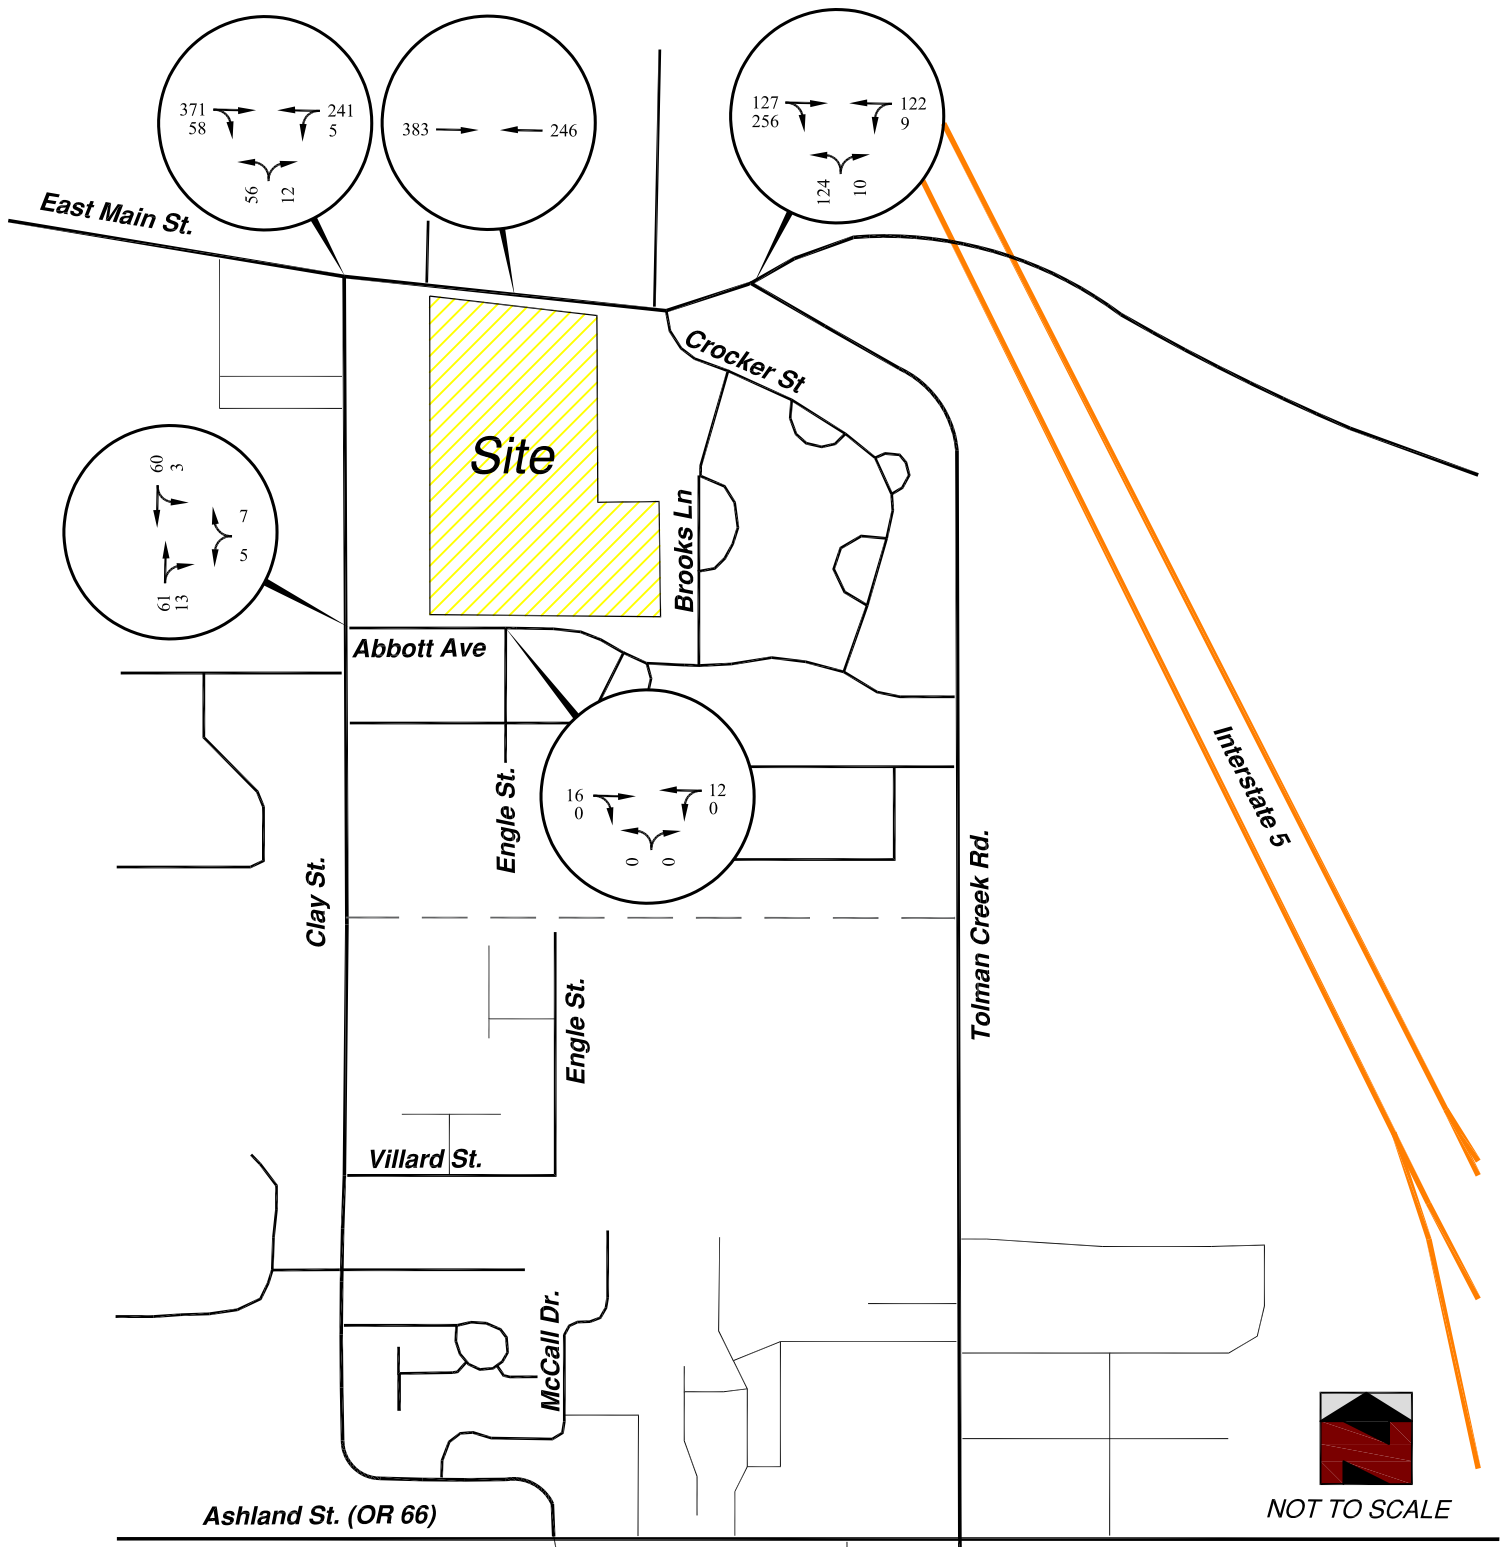 371
241
58
5
56
12
383
246
127
122
256
9
124
10
East Main St.
Crocker St
Site
60
3
7
5
61
13
Brooks Ln
Abbott Ave
16
12
0
0
0
0
Engle St.
Interstate 5
Clay St.
Tolman Creek Rd.
Engle St.
Villard St.
McCall Dr.
Ashland St. (OR 66)
NOT TO SCALE